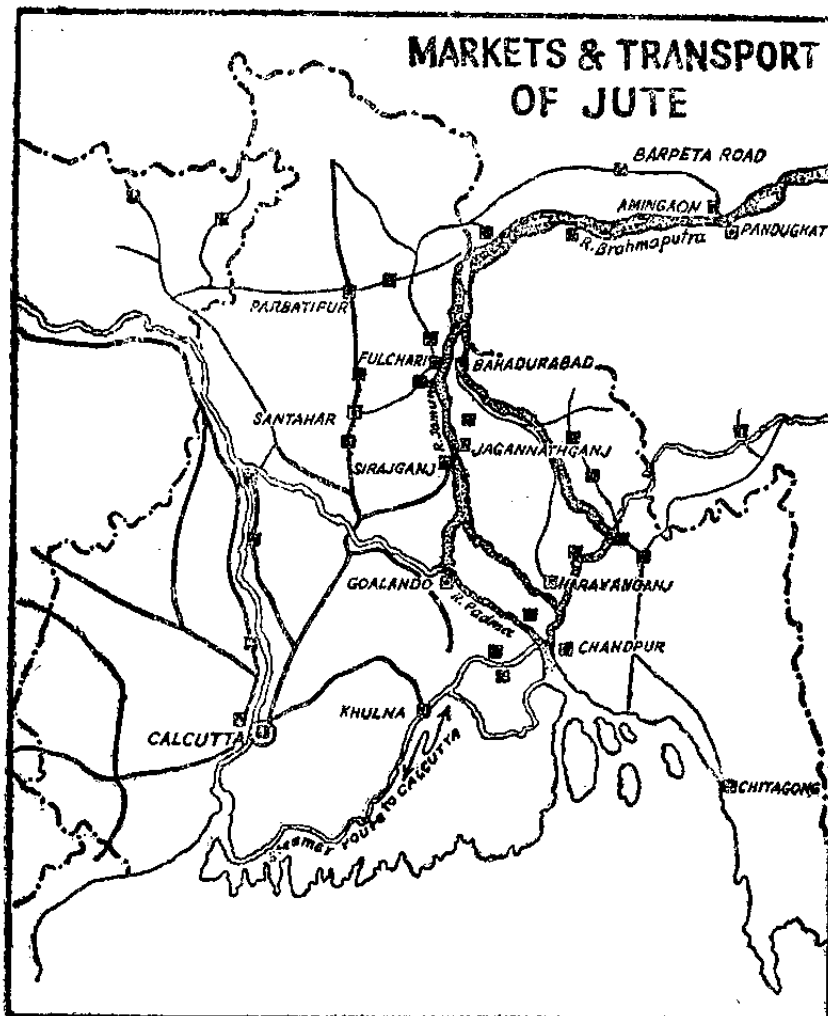 MARKETS & TRANSPORT
OF JUTE
BARPETA ROAD
AMINGAON
PANDUGHAT
R. Brahmaputra
PARBATIPUR
FULCHARI
BAHADURABAD
R. Jamuna
SANTAHAR
JAGANNATHGANJ
SIRAJGANJ
GOALANDO
NARAYANGANJ
R. Padma
CHANDPUR
KHULNA
CALCUTTA
Steamer route to CALCUTTA
CHITAGONG